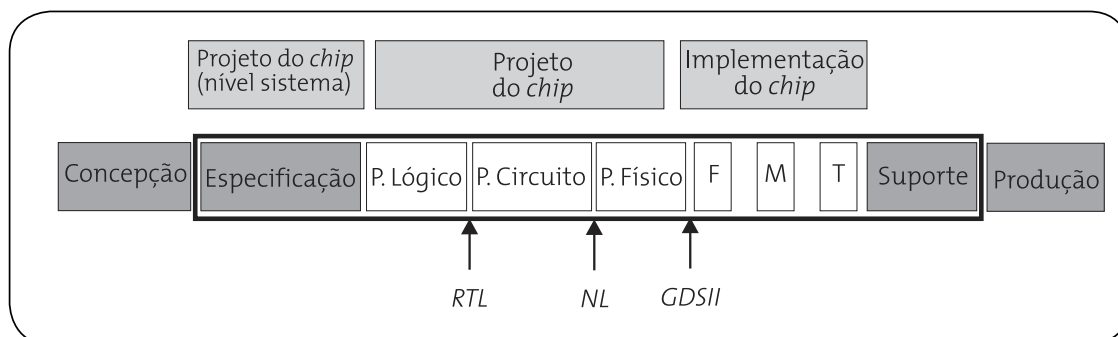 Projeto do chip
(nível sistema)
Projeto
do chip
Implementação
do chip
Concepção
Especificação
P. Lógico
P. Circuito
P. Físico
F
M
T
Suporte
Produção
RTL
NL
GDSII